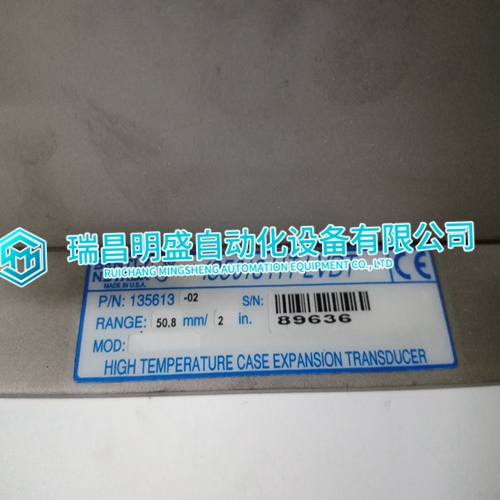 瑞昌明盛自动化设备有限公司
RUICHANG MINGSHENG AUTOMATION EQUIPMENT CO.,LTD
MADE IN U.S.A.
CE
P/N: 135613 -02 S/N:
RANGE: 50.8 mm/ 2 in. 89636
MOD:
HIGH TEMPERATURE CASE EXPANSION TRANSDUCER